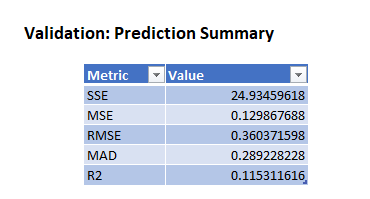 Validation: Prediction Summary
Metric Value
SSE 24.93459618
MSE 0.129867688
RMSE 0.360371598
MAD 0.289228228
R2 0.115311616